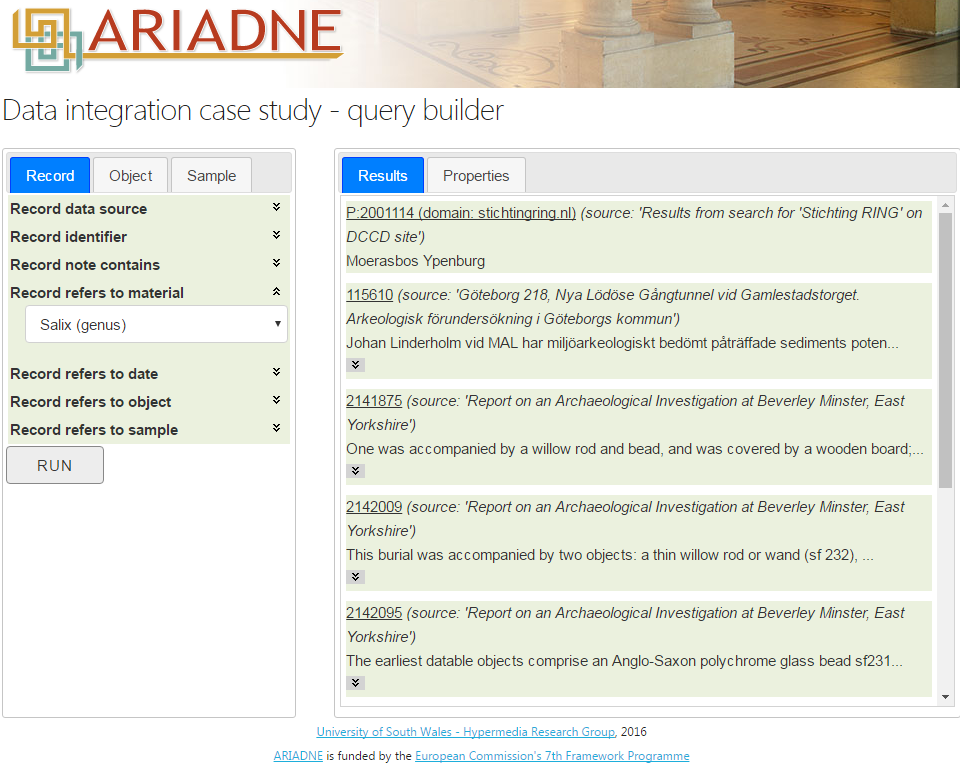 ARIADNE
Data integration case study - query builder
Record Object Sample
Record data source
Record identifier
Record note contains
Record refers to material
Salix (genus)
Record refers to date
Record refers to object
Record refers to sample
RUN
Results Properties
P:2001114 (domain: stichtingring.nl) (source: 'Results from search for 'Stichting RING' on
DCCD site')
Moerasbos Ypenburg
115610 (source: 'Göteborg 218, Nya Lödöse Gångtunnel vid Gamlestadstorget.
Arkeologisk förundersökning i Göteborgs kommun')
Johan Linderholm vid MAL har miljöarkeologiskt bedömt påträffade sediments poten...
2141875 (source: 'Report on an Archaeological Investigation at Beverley Minster, East
Yorkshire')
One was accompanied by a willow rod and bead, and was covered by a wooden board;...
2142009 (source: 'Report on an Archaeological Investigation at Beverley Minster, East
Yorkshire')
This burial was accompanied by two objects: a thin willow rod or wand (sf 232), ...
2142095 (source: 'Report on an Archaeological Investigation at Beverley Minster, East
Yorkshire')
The earliest datable objects comprise an Anglo-Saxon polychrome glass bead sf231...
University of South Wales - Hypermedia Research Group, 2016
ARIADNE is funded by the European Commission's 7th Framework Programme